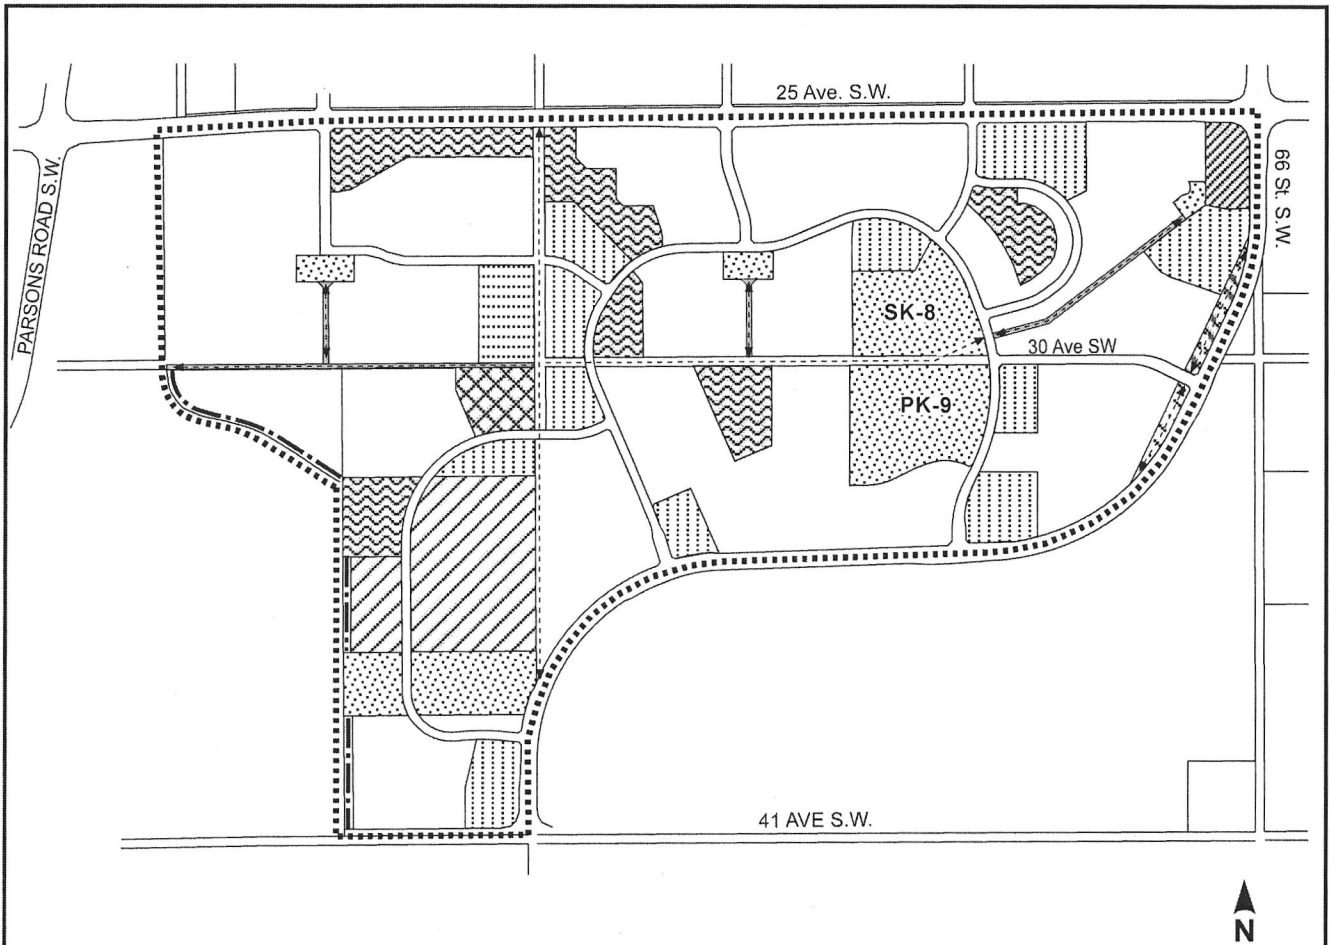 25 Ave. S.W.
PARSONS ROAD S.W.
66 St. S.W.
SK-8
30 Ave SW
PK-9
41 AVE S.W.
N